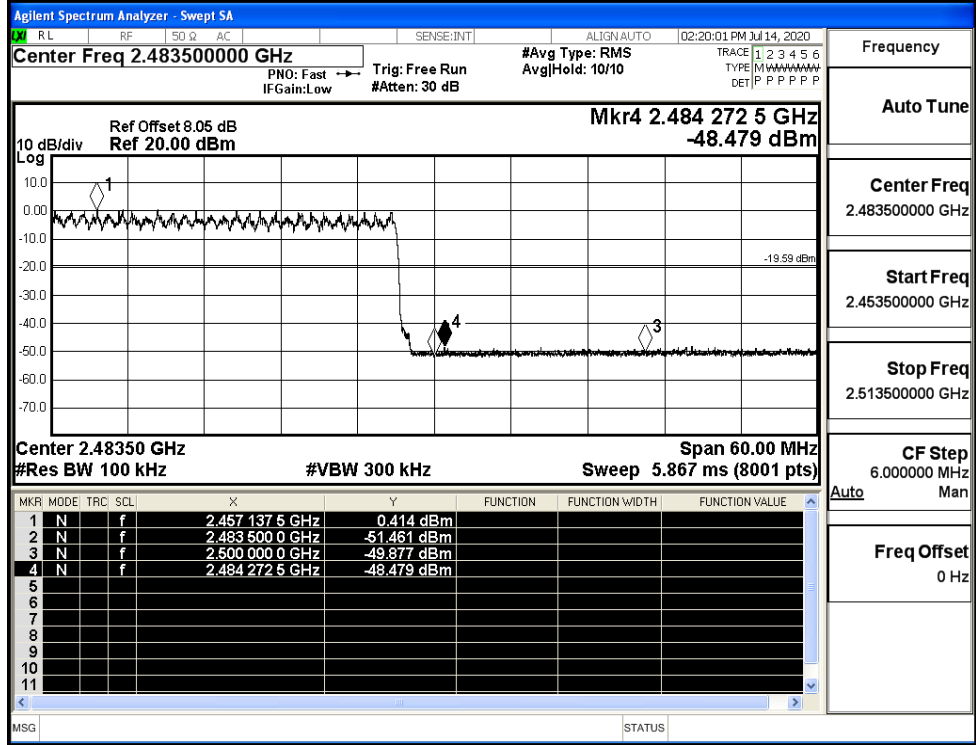 Agilent Spectrum Analyzer - Swept SA
LXI RL RF 50 Ω AC SENSE:INT ALIGN AUTO 02:20:01 PM Jul 14, 2020
Center Freq 2.483500000 GHz
PNO: Fast
IFGain:Low
Trig: Free Run
#Atten: 30 dB
#Avg Type: RMS
Avg|Hold: 10/10
TRACE 1 2 3 4 5 6
TYPE M W W W W W
DET P P P P P P
Ref Offset 8.05 dB
10 dB/div Ref 20.00 dBm
Log
Mkr4 2.484 272 5 GHz
-48.479 dBm
10.0
0.00
-10.0
-20.0
-30.0
-40.0
-50.0
-60.0
-70.0
1
-19.59 dBm
4
3
Center 2.48350 GHz Span 60.00 MHz
#Res BW 100 kHz #VBW 300 kHz Sweep 5.867 ms (8001 pts)
MKR MODE TRC SCL X Y FUNCTION FUNCTION WIDTH FUNCTION VALUE
1 N f 2.457 137 5 GHz 0.414 dBm
2 N f 2.483 500 0 GHz -51.461 dBm
3 N f 2.500 000 0 GHz -49.877 dBm
4 N f 2.484 272 5 GHz -48.479 dBm
5
6
7
8
9
10
11
MSG STATUS
Frequency
Auto Tune
Center Freq
2.483500000 GHz
Start Freq
2.453500000 GHz
Stop Freq
2.513500000 GHz
CF Step
6.000000 MHz
Auto Man
Freq Offset
0 Hz